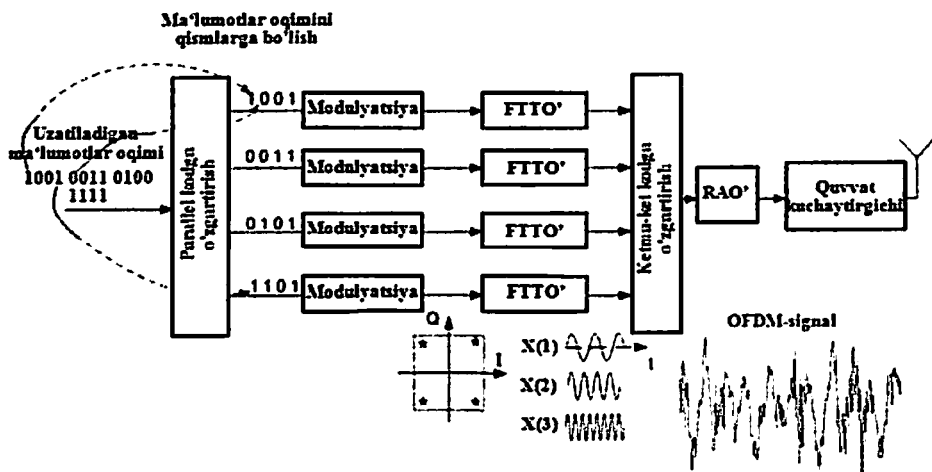 Ma'lumotlar oqimini
qismlarga bo'lish
Uzatiladigan
ma'lumotlar oqimi
1001 0011 0100
1111
Parallel kodga
o'zgartirish
1001
0011
0101
1101
Modulyatsiya
Modulyatsiya
Modulyatsiya
Modulyatsiya
FTTO'
FTTO'
FTTO'
FTTO'
Ketma-ket kodga
o'zgartirish
RAO'
Quvvat
kuchaytirgichi
Q
I
X(1)
X(2)
X(3)
OFDM-signal